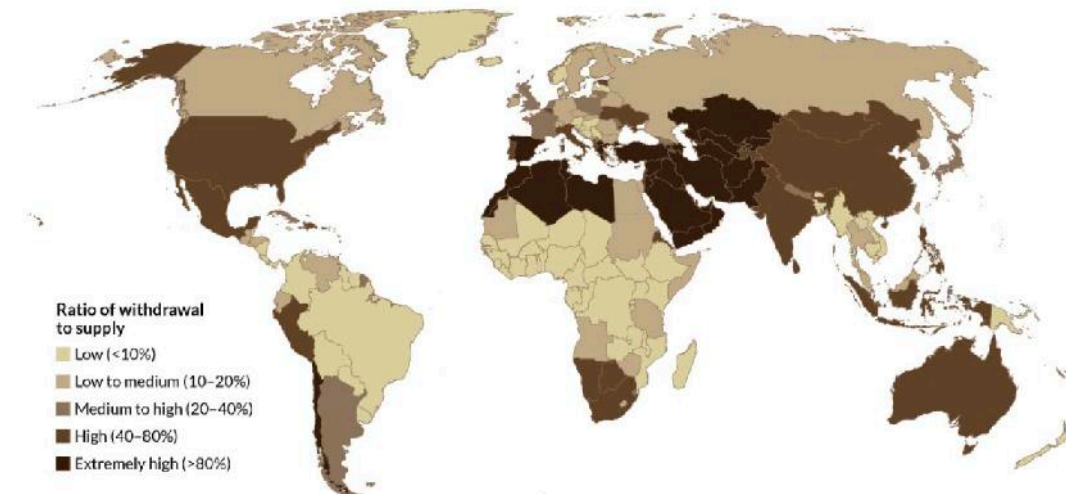 Ratio of withdrawal
to supply
Low (<10%)
Low to medium (10–20%)
Medium to high (20–40%)
High (40–80%)
Extremely high (>80%)